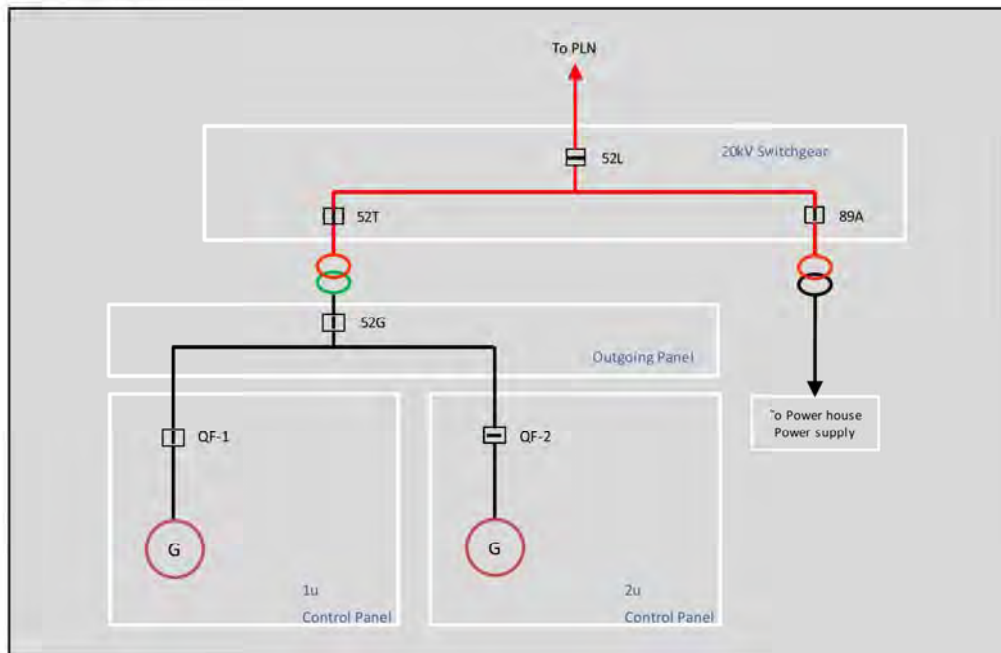 To PLN
52L
20kV Switchgear
52T
89A
52G
Outgoing Panel
QF-1
QF-2
To Power house
Power supply
G
G
1u
2u
Control Panel
Control Panel